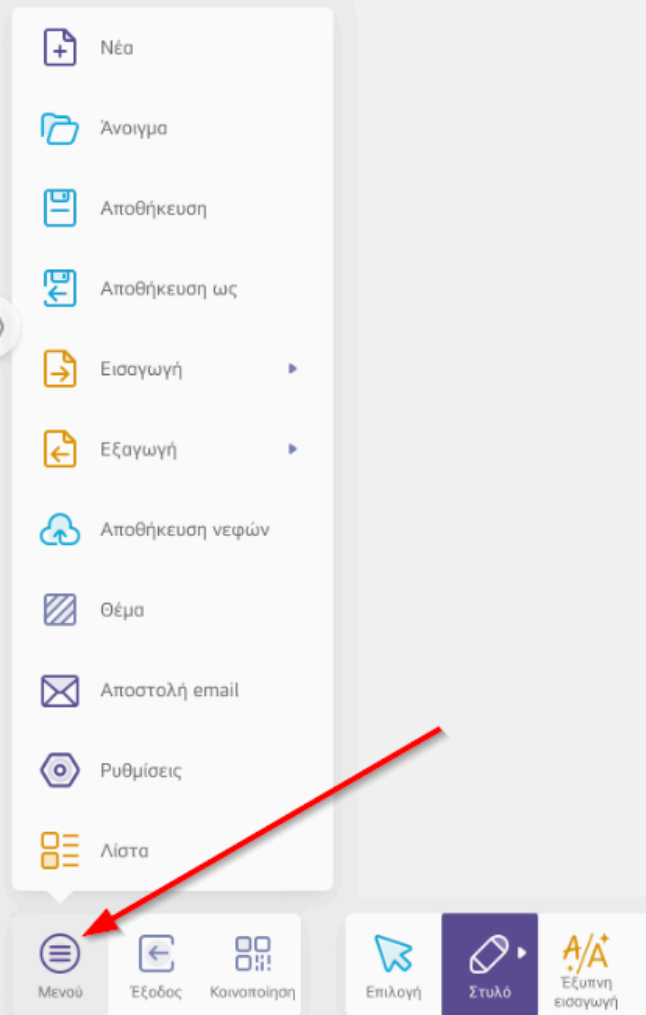 Νέα
Άνοιγμα
Αποθήκευση
Αποθήκευση ως
Εισαγωγή
Εξαγωγή
Αποθήκευση νεφών
Θέμα
Αποστολή email
Ρυθμίσεις
Λίστα
Μενού
Έξοδος
Κοινοποίηση
Επιλογή
Στυλό
Έξυπνη
εισαγωγή